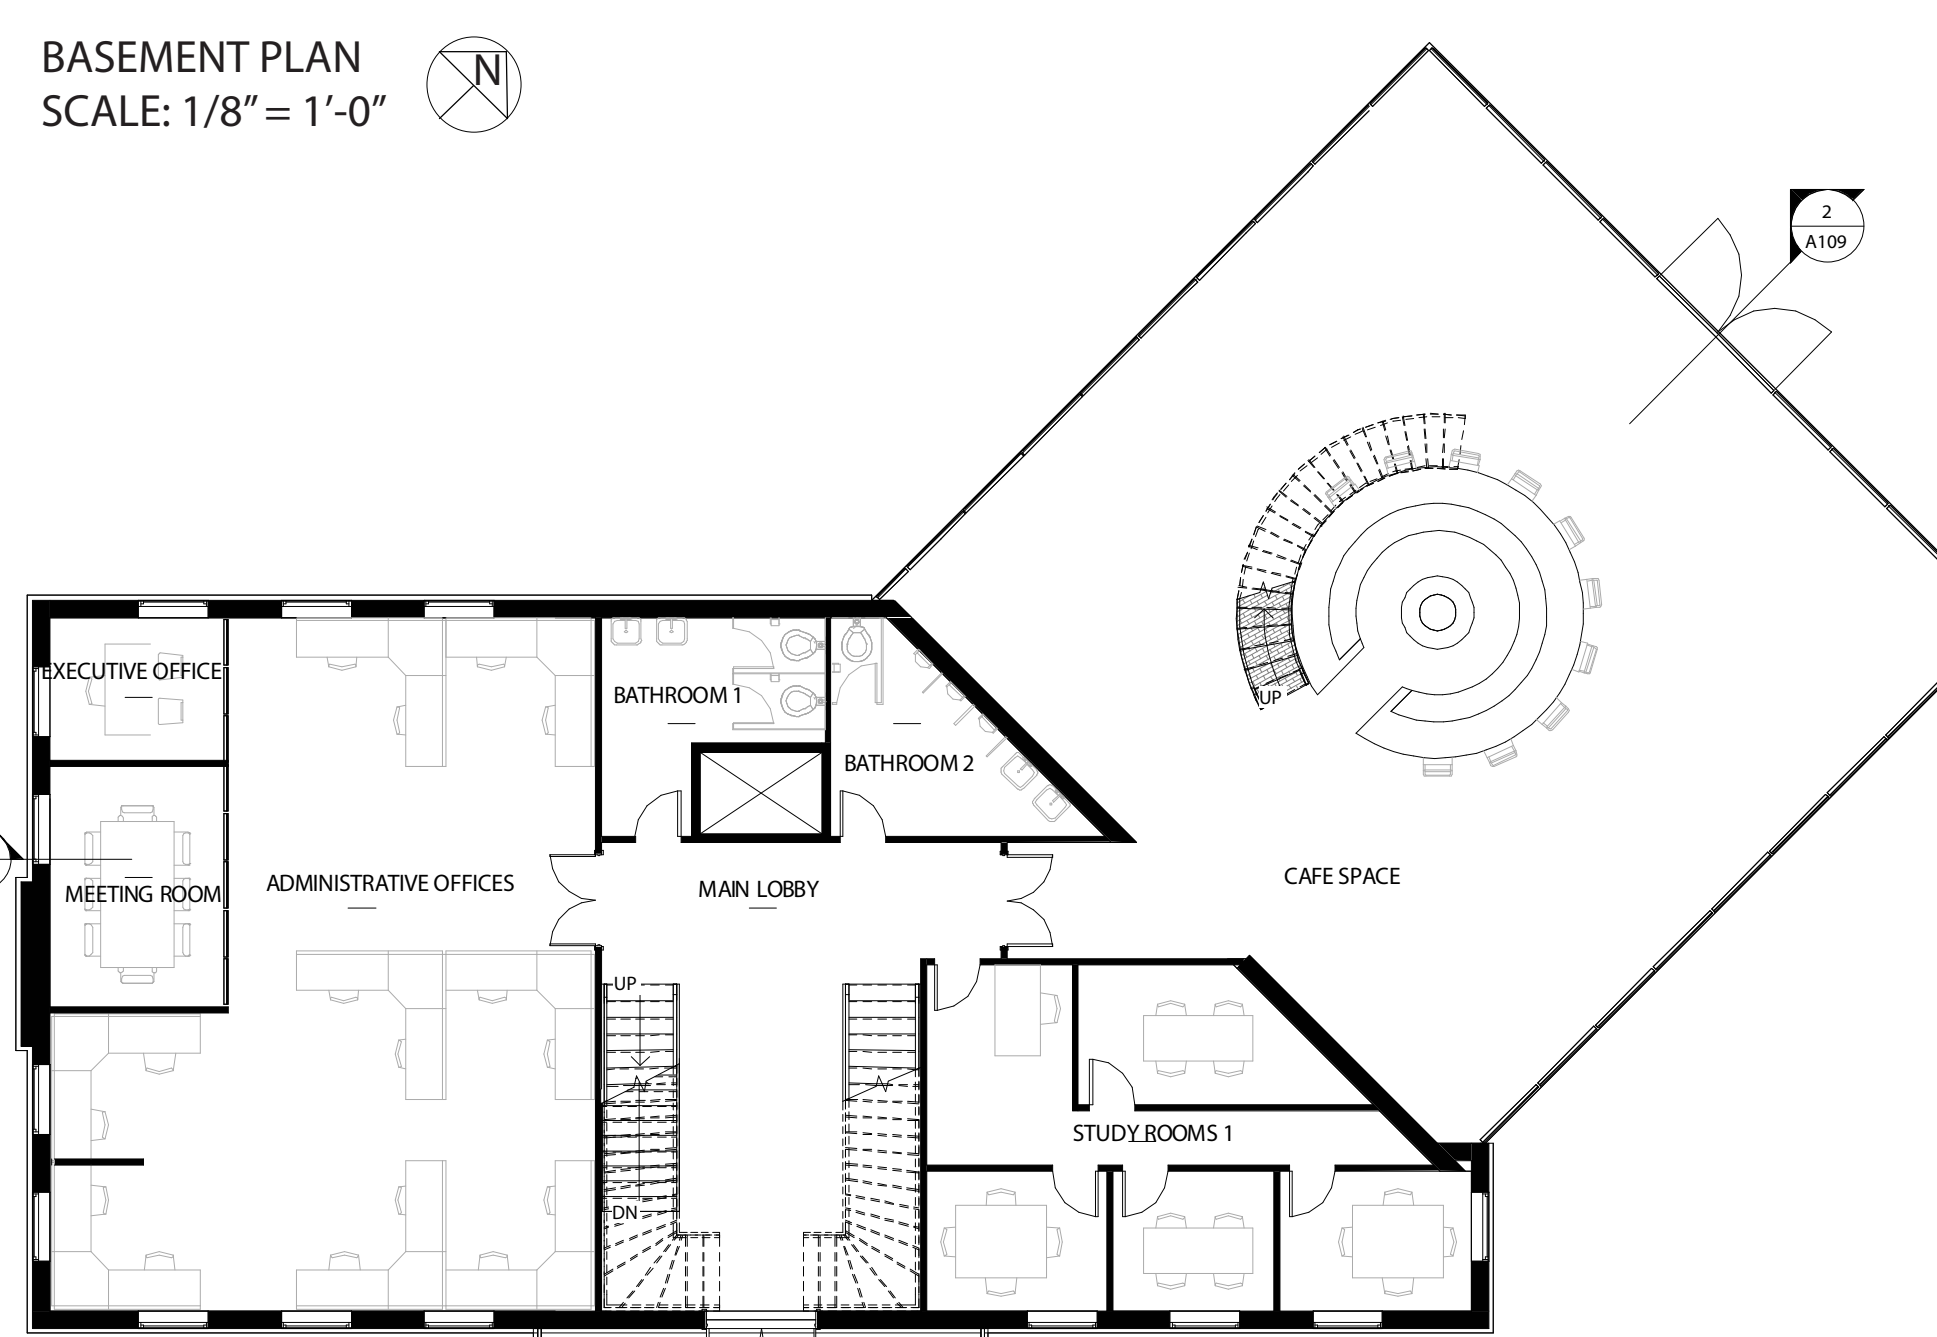 BASEMENT PLAN
SCALE: 1/8” = 1’-0”
N
2
A109
EXECUTIVE OFFICE
BATHROOM 1
UP
BATHROOM 2
MEETING ROOM
ADMINISTRATIVE OFFICES
MAIN LOBBY
CAFE SPACE
UP
STUDY ROOMS 1
DN